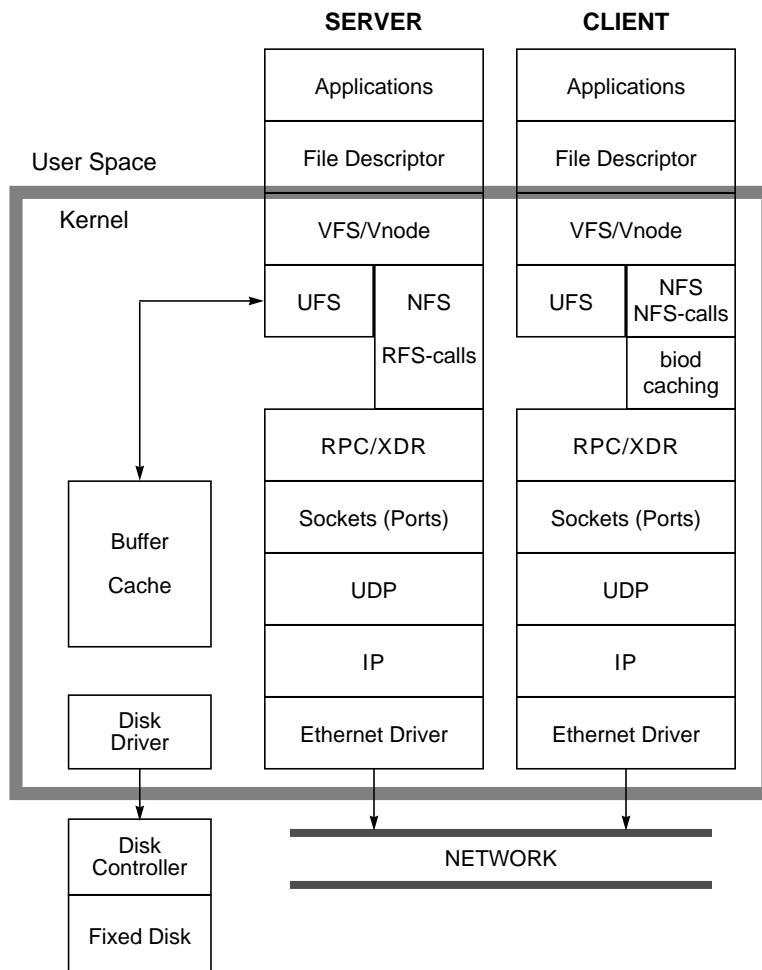 SERVER
CLIENT
Applications
Applications
File Descriptor
File Descriptor
User Space
Kernel
VFS/Vnode
VFS/Vnode
UFS
NFS
RFS-calls
UFS
NFS
NFS-calls
biod
caching
RPC/XDR
RPC/XDR
Sockets (Ports)
Sockets (Ports)
Buffer
Cache
UDP
UDP
IP
IP
Disk
Driver
Ethernet Driver
Ethernet Driver
Disk
Controller
NETWORK
Fixed Disk